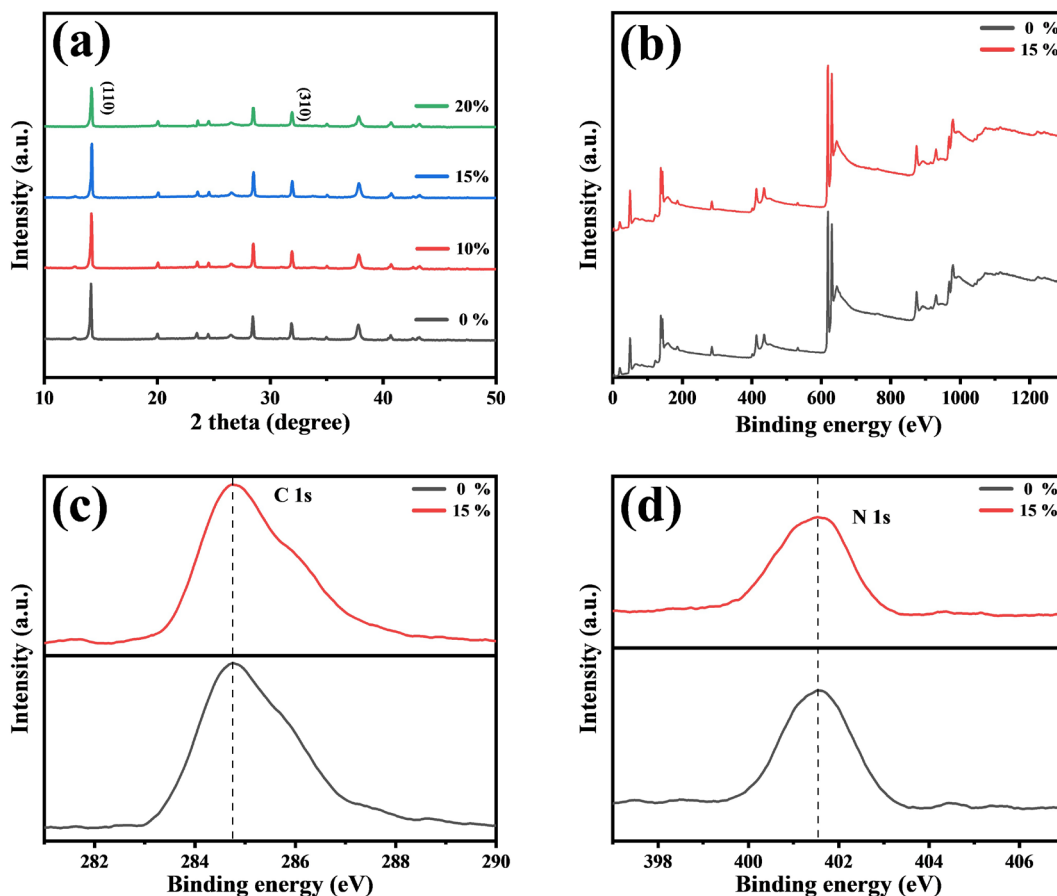 (a)
(110)
(310)
20%
15%
10%
0 %
Intensity (a.u.)
10 20 30 40 50
2 theta (degree)
(b)
0 %
15 %
Intensity (a.u.)
0 200 400 600 800 1000 1200
Binding energy (eV)
(c)
C 1s
0 %
15 %
Intensity (a.u.)
282 284 286 288 290
Binding energy (eV)
(d)
N 1s
0 %
15 %
Intensity (a.u.)
398 400 402 404 406
Binding energy (eV)